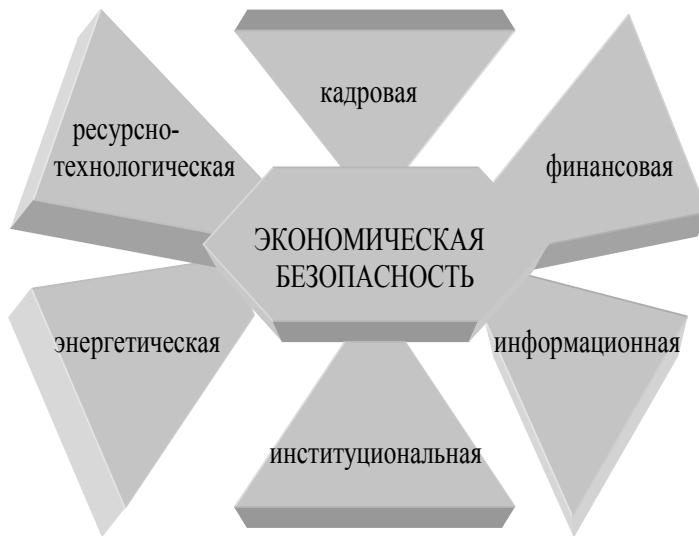 кадровая
ресурсно-
технологическая
финансовая
ЭКОНОМИЧЕСКАЯ
БЕЗОПАСНОСТЬ
энергетическая
информационная
институциональная